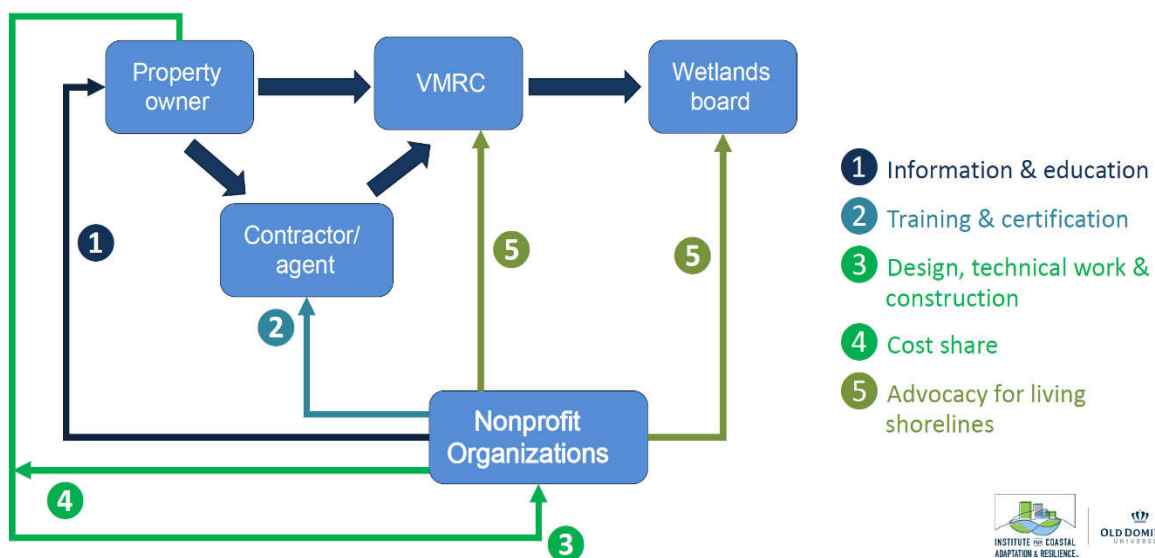 Property
owner
VMRC
Wetlands
board
Contractor/
agent
Nonprofit
Organizations
1
2
5
5
4
3
1 Information & education
2 Training & certification
3 Design, technical work &
construction
4 Cost share
5 Advocacy for living
shorelines
INSTITUTE FOR COASTAL
ADAPTATION & RESILIENCE
OLD DOMI
UNIVERS